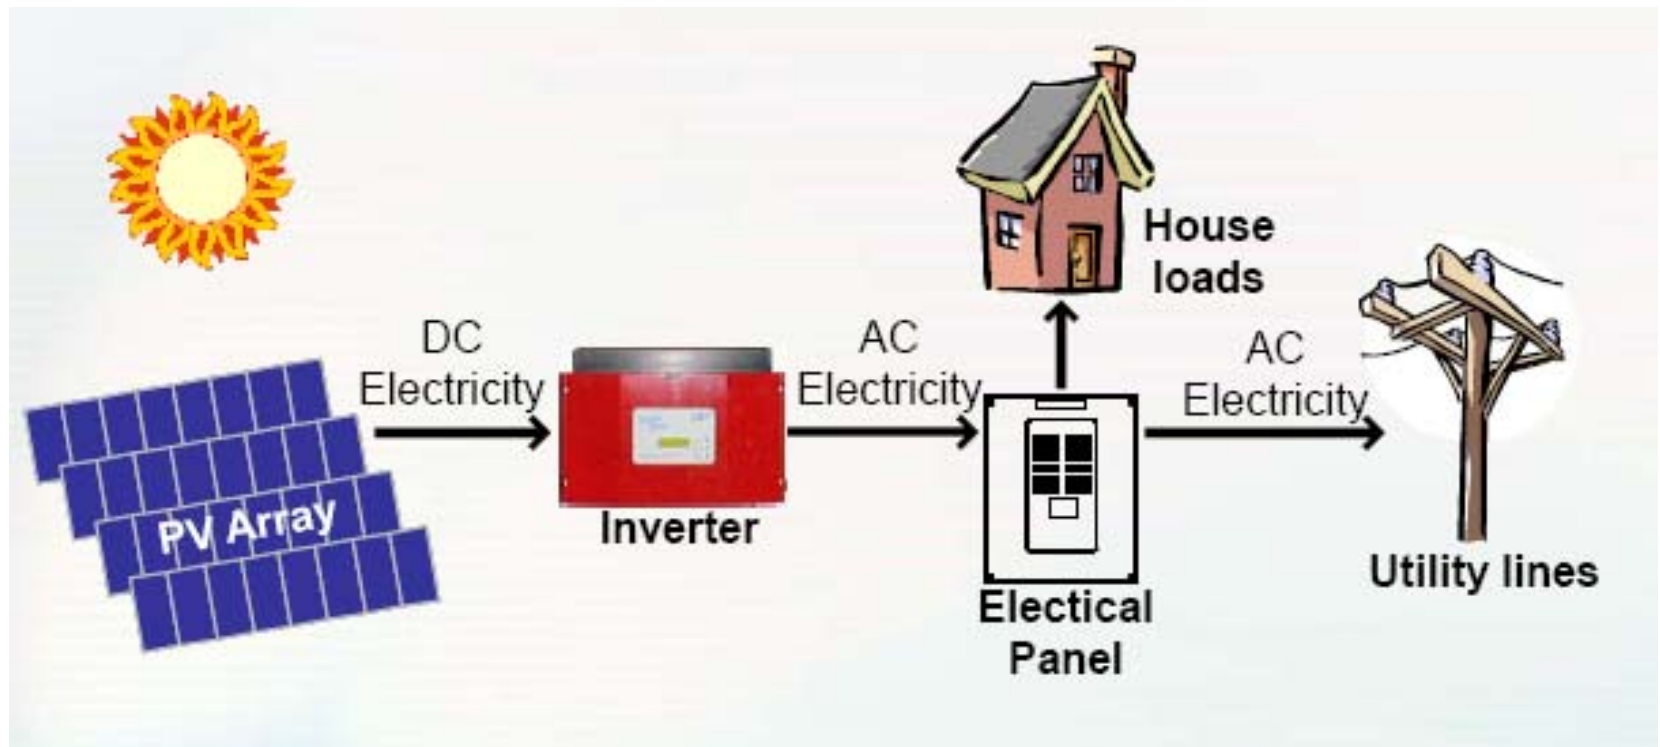 DC
Electricity
PV Array
Inverter
AC
Electricity
House
loads
Electical
Panel
AC
Electricity
Utility lines